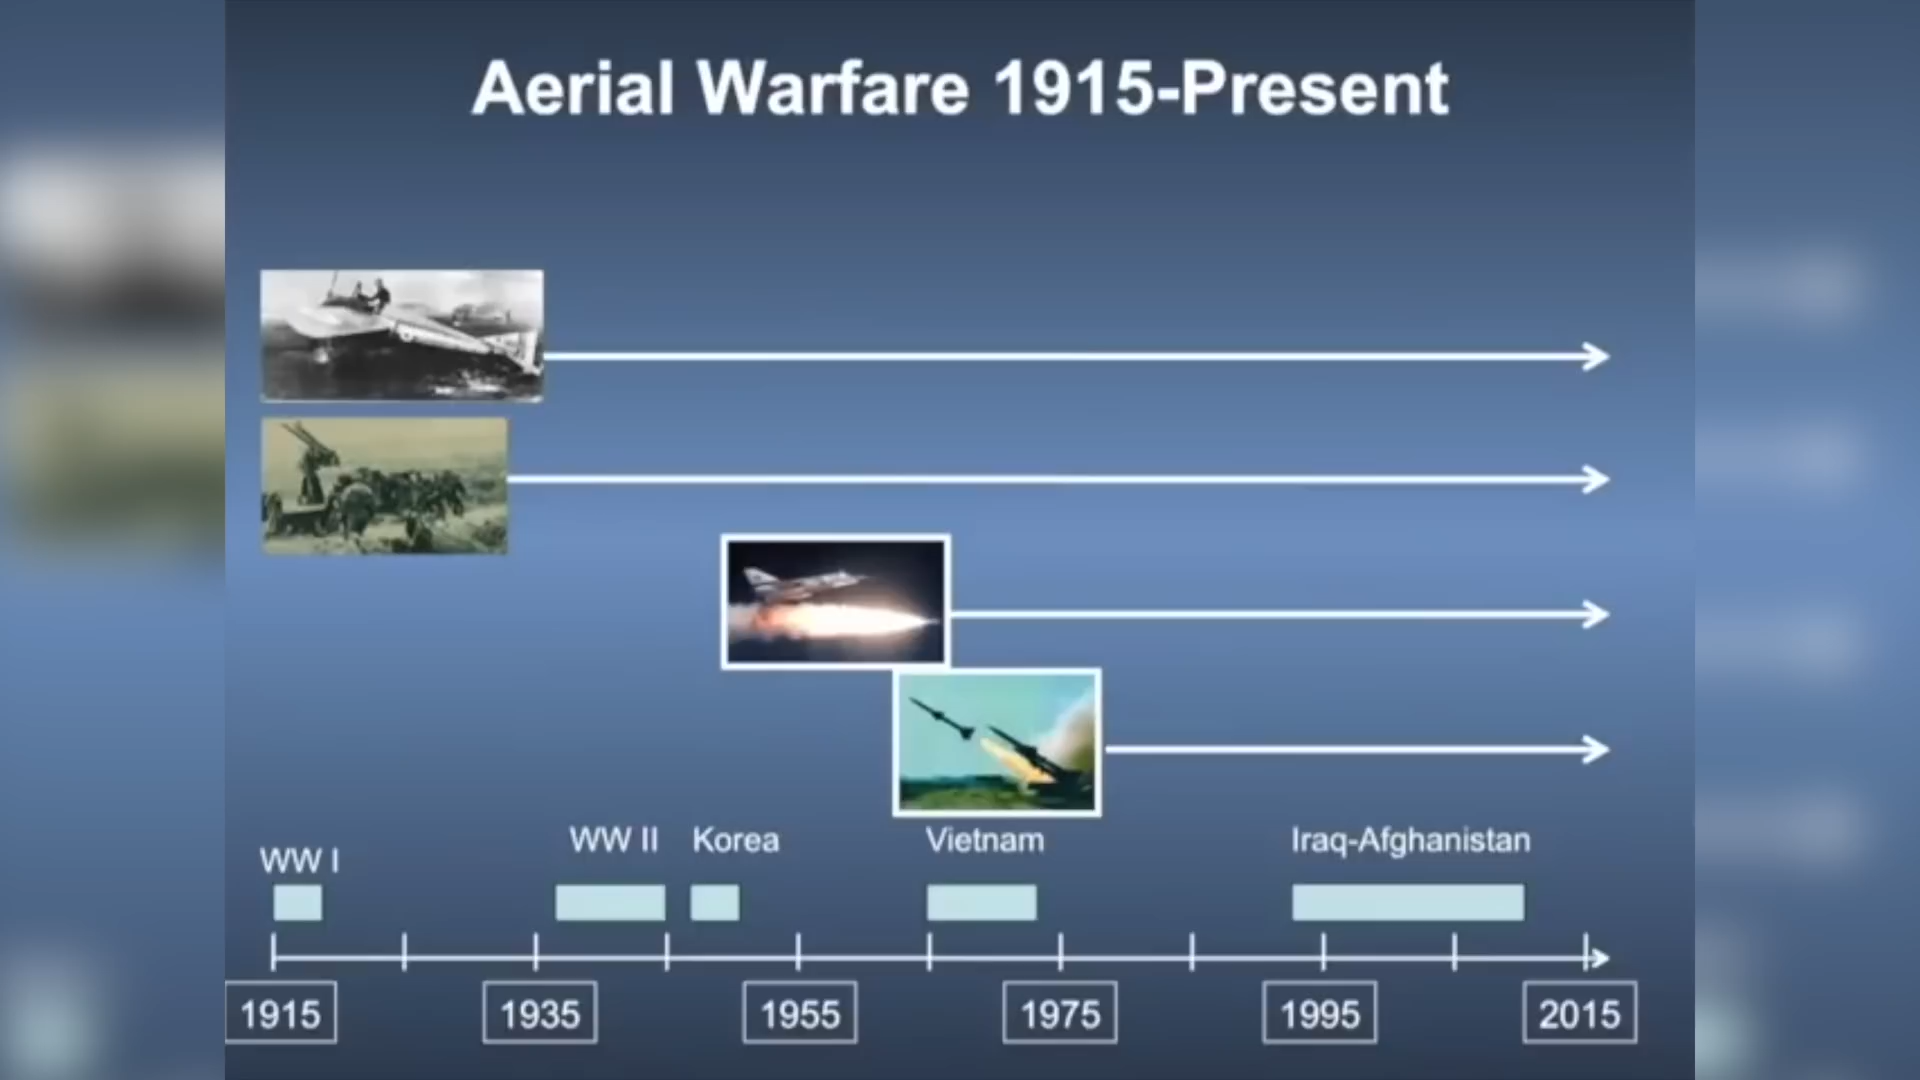 Aerial Warfare 1915-Present
WW I
WW II
Korea
Vietnam
Iraq-Afghanistan
1915
1935
1955
1975
1995
2015